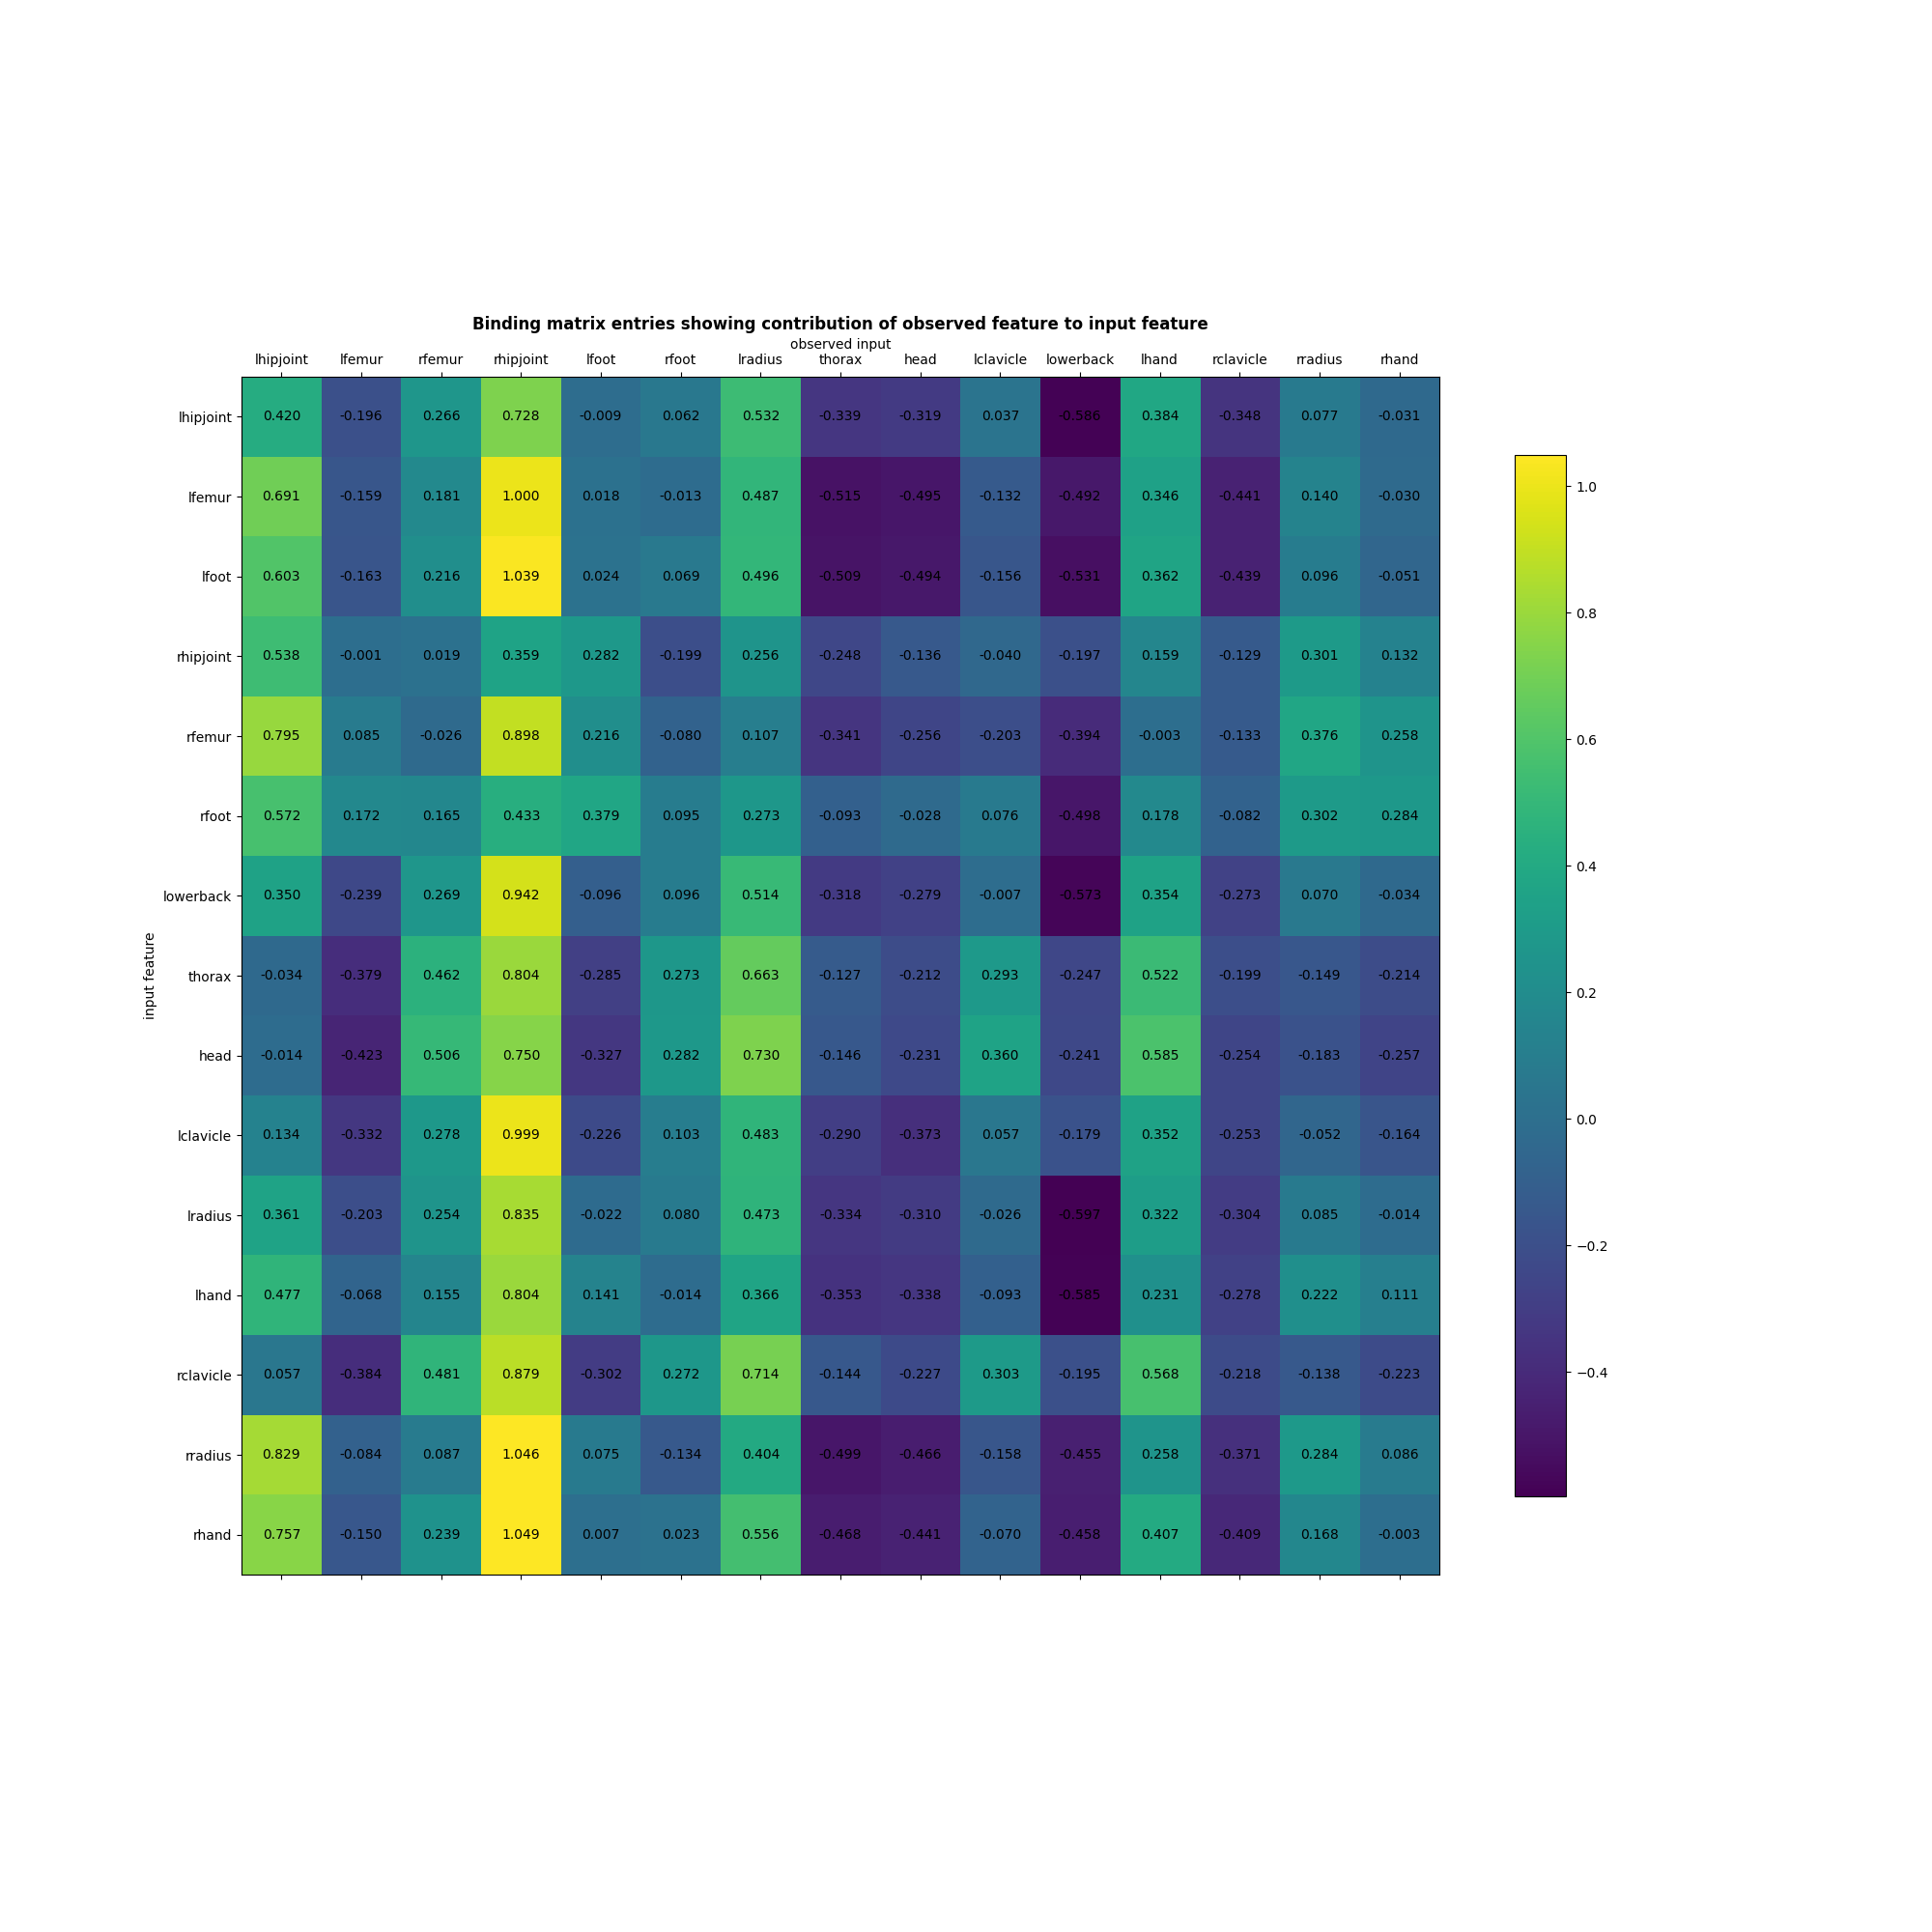 Binding matrix entries showing contribution of observed feature to input feature
observed input
lhipjoint lfemur rfemur rhipjoint lfoot rfoot lradius thorax head lclavicle lowerback lhand rclavicle rradius rhand
lhipjoint 0.420 -0.196 0.266 0.728 -0.009 0.062 0.532 -0.339 -0.319 0.037 -0.586 0.384 -0.348 0.077 -0.031
lfemur 0.691 -0.159 0.181 1.000 0.018 -0.013 0.487 -0.515 -0.495 -0.132 -0.492 0.346 -0.441 0.140 -0.030
lfoot 0.603 -0.163 0.216 1.039 0.024 0.069 0.496 -0.509 -0.494 -0.156 -0.531 0.362 -0.439 0.096 -0.051
rhipjoint 0.538 -0.001 0.019 0.359 0.282 -0.199 0.256 -0.248 -0.136 -0.040 -0.197 0.159 -0.129 0.301 0.132
rfemur 0.795 0.085 -0.026 0.898 0.216 -0.080 0.107 -0.341 -0.256 -0.203 -0.394 -0.003 -0.133 0.376 0.258
rfoot 0.572 0.172 0.165 0.433 0.379 0.095 0.273 -0.093 -0.028 0.076 -0.498 0.178 -0.082 0.302 0.284
lowerback 0.350 -0.239 0.269 0.942 -0.096 0.096 0.514 -0.318 -0.279 -0.007 -0.573 0.354 -0.273 0.070 -0.034
thorax -0.034 -0.379 0.462 0.804 -0.285 0.273 0.663 -0.127 -0.212 0.293 -0.247 0.522 -0.199 -0.149 -0.214
head -0.014 -0.423 0.506 0.750 -0.327 0.282 0.730 -0.146 -0.231 0.360 -0.241 0.585 -0.254 -0.183 -0.257
lclavicle 0.134 -0.332 0.278 0.999 -0.226 0.103 0.483 -0.290 -0.373 0.057 -0.179 0.352 -0.253 -0.052 -0.164
lradius 0.361 -0.203 0.254 0.835 -0.022 0.080 0.473 -0.334 -0.310 -0.026 -0.597 0.322 -0.304 0.085 -0.014
lhand 0.477 -0.068 0.155 0.804 0.141 -0.014 0.366 -0.353 -0.338 -0.093 -0.585 0.231 -0.278 0.222 0.111
rclavicle 0.057 -0.384 0.481 0.879 -0.302 0.272 0.714 -0.144 -0.227 0.303 -0.195 0.568 -0.218 -0.138 -0.223
rradius 0.829 -0.084 0.087 1.046 0.075 -0.134 0.404 -0.499 -0.466 -0.158 -0.455 0.258 -0.371 0.284 0.086
rhand 0.757 -0.150 0.239 1.049 0.007 0.023 0.556 -0.468 -0.441 -0.070 -0.458 0.407 -0.409 0.168 -0.003
input feature
1.0
0.8
0.6
0.4
0.2
0.0
−0.2
−0.4